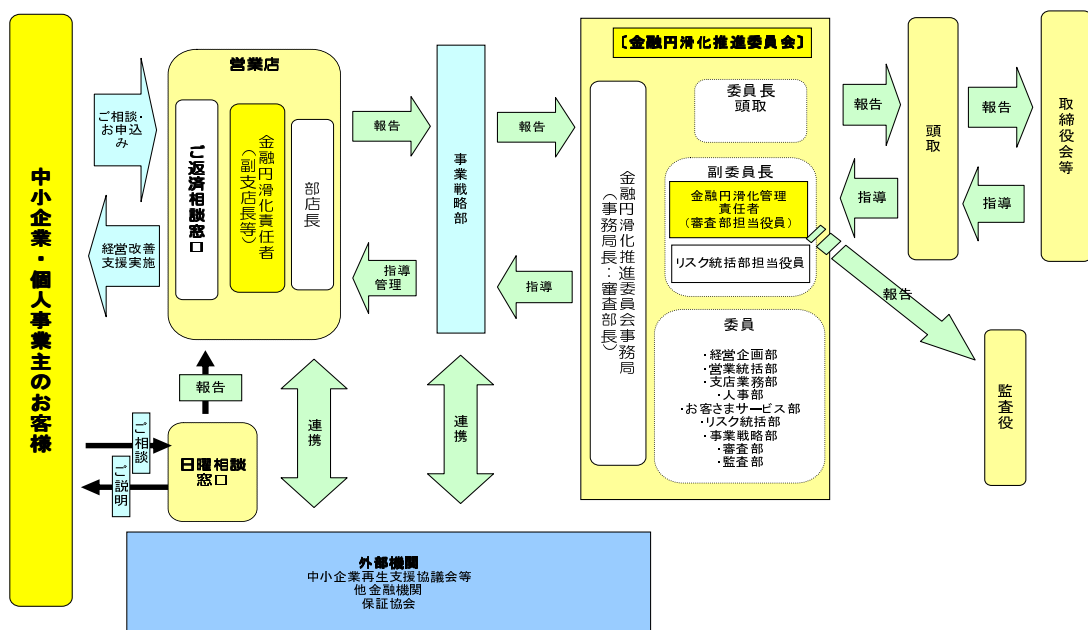 中小企業・個人事業主のお客様
ご相談・
お申込
み
経営改善
支援実施
営業店
ご返済相談窓口
金融円滑化責任者
（副支店長等）
部店長
報告
指導
管理
事業戦略部
報告
指導
報告
ご相談
ご説明
日曜相談
窓口
連携
連携
［金融円滑化推進委員会］
金融円滑化推進委員会事務局
（事務局長：審査部長）
委員長
頭取
副委員長
金融円滑化管理
責任者
（審査部担当役員）
リスク統括部担当役員
委員
・経営企画部
・営業統括部
・支店業務部
・人事部
・お客さまサービス部
・リスク統括部
・事業戦略部
・審査部
・監査部
報告
指導
頭取
報告
指導
取締役会等
報告
監査役
外部機関
中小企業再生支援協議会等
他金融機関
保証協会